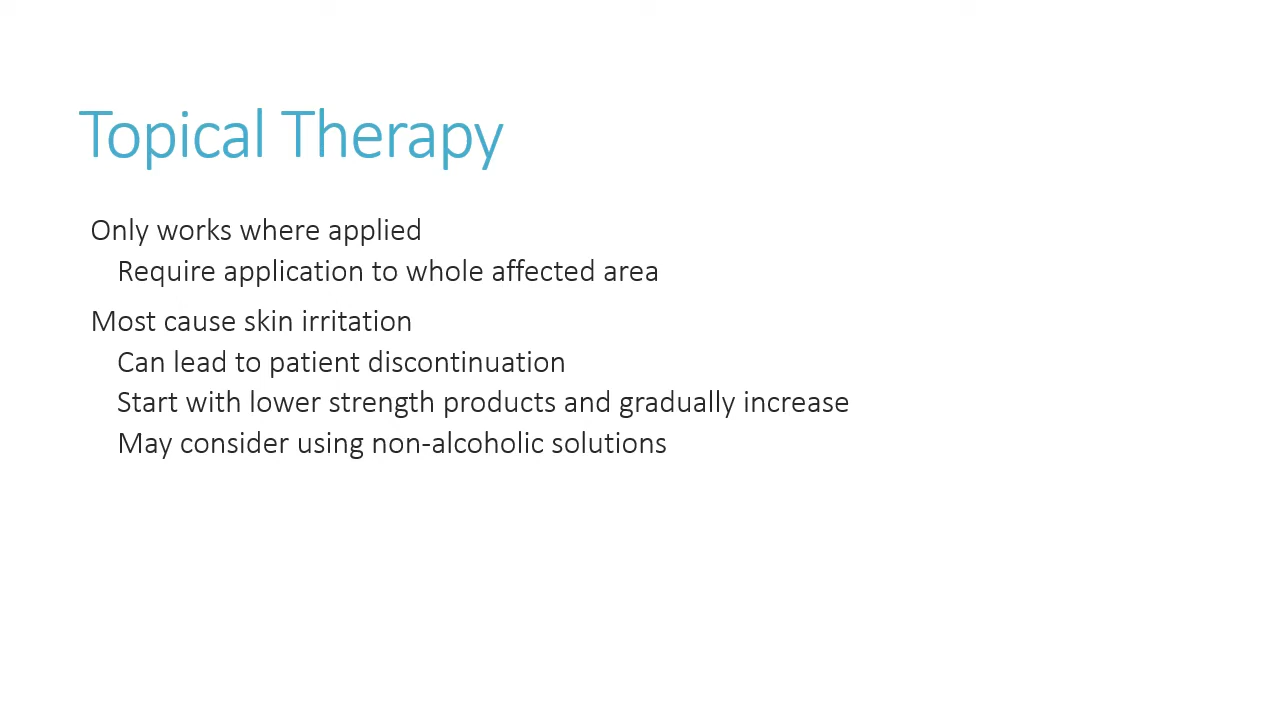 Topical Therapy
Only works where applied
Require application to whole affected area
Most cause skin irritation
Can lead to patient discontinuation
Start with lower strength products and gradually increase
May consider using non-alcoholic solutions